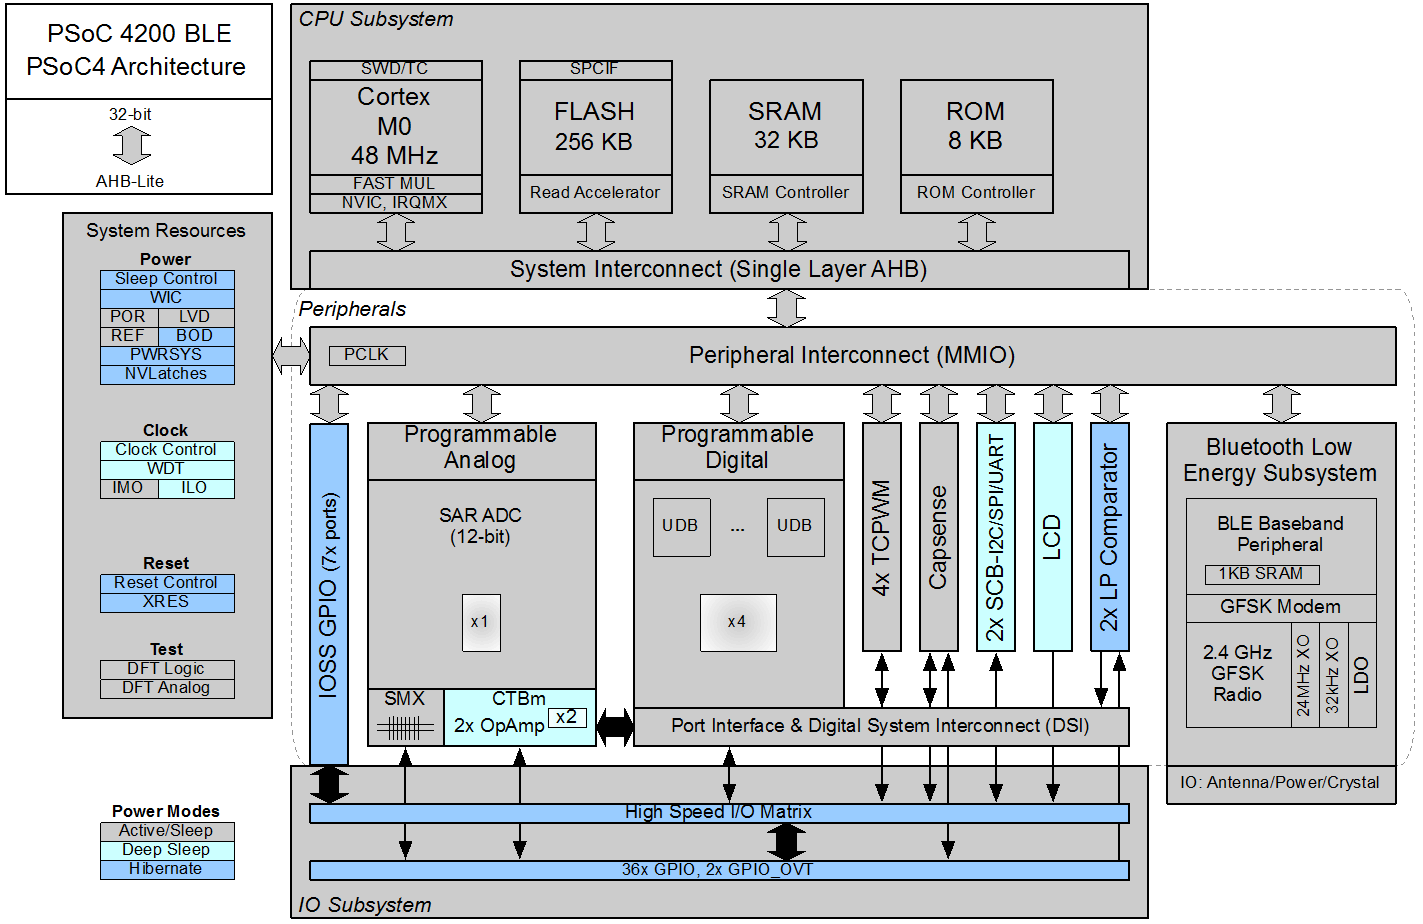 PSoC 4200 BLE
PSoC4 Architecture
32-bit
AHB-Lite
CPU Subsystem
SWD/TC
Cortex
M0
48 MHz
FAST MUL
NVIC, IRQMX
SPCIF
FLASH
256 KB
Read Accelerator
SRAM
32 KB
SRAM Controller
ROM
8 KB
ROM Controller
System Interconnect (Single Layer AHB)
System Resources
Power
Sleep Control
WIC
POR LVD
REF BOD
PWRSYS
NVLatches
Clock
Clock Control
WDT
IMO ILO
Reset
Reset Control
XRES
Test
DFT Logic
DFT Analog
Peripherals
PCLK
Peripheral Interconnect (MMIO)
IOSS GPIO (7x ports)
Programmable
Analog
SAR ADC
(12-bit)
x1
SMX
CTBm
2x OpAmp x2
Programmable
Digital
UDB ... UDB
x4
4x TCPWM
Capsense
2x SCB-I2C/SPI/UART
LCD
2x LP Comparator
Port Interface & Digital System Interconnect (DSI)
Bluetooth Low
Energy Subsystem
BLE Baseband
Peripheral
1KB SRAM
GFSK Modem
2.4 GHz
GFSK
Radio
24MHz XO
32kHz XO
LDO
IO: Antenna/Power/Crystal
Power Modes
Active/Sleep
Deep Sleep
Hibernate
High Speed I/O Matrix
36x GPIO, 2x GPIO_OVT
IO Subsystem